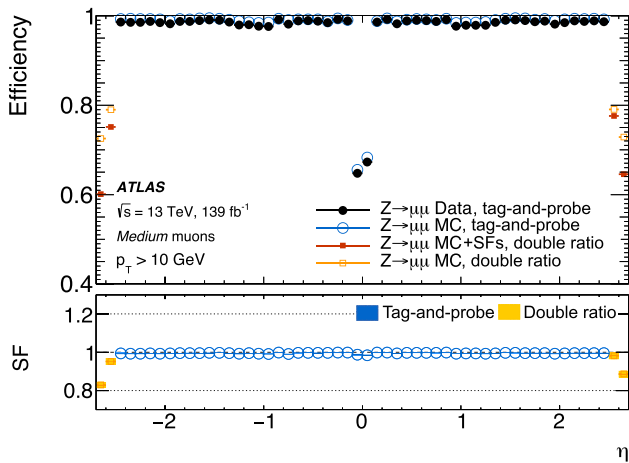 Efficiency
1
0.8
0.6
0.4
ATLAS
√s = 13 TeV, 139 fb⁻¹
Medium muons
p_T > 10 GeV
Z→μμ Data, tag-and-probe
Z→μμ MC, tag-and-probe
Z→μμ MC+SFs, double ratio
Z→μμ MC, double ratio
SF
1.2
1
0.8
Tag-and-probe
Double ratio
−2 −1 0 1 2
η